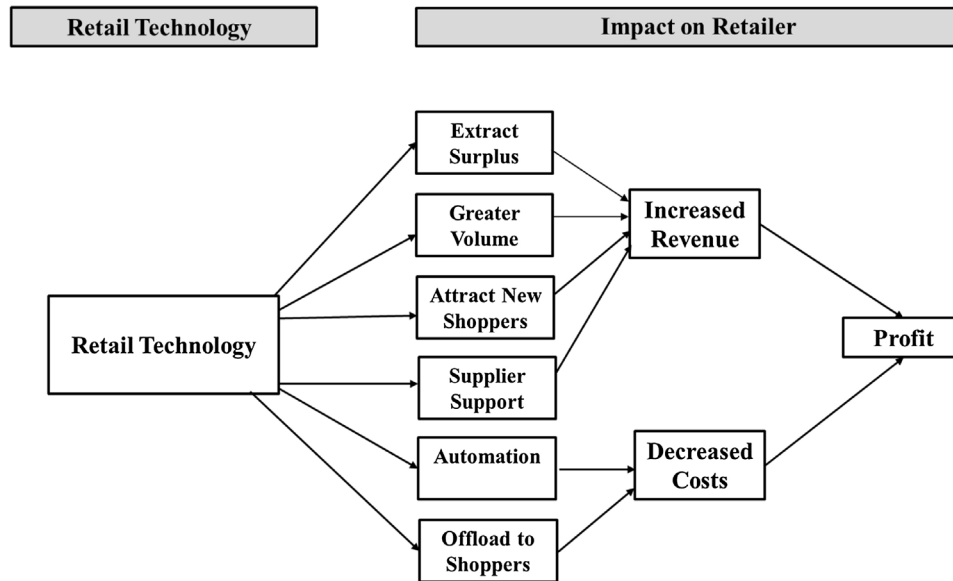 Retail Technology
Impact on Retailer
Extract
Surplus
Greater
Volume
Increased
Revenue
Attract New
Shoppers
Retail Technology
Profit
Supplier
Support
Automation
Decreased
Costs
Offload to
Shoppers